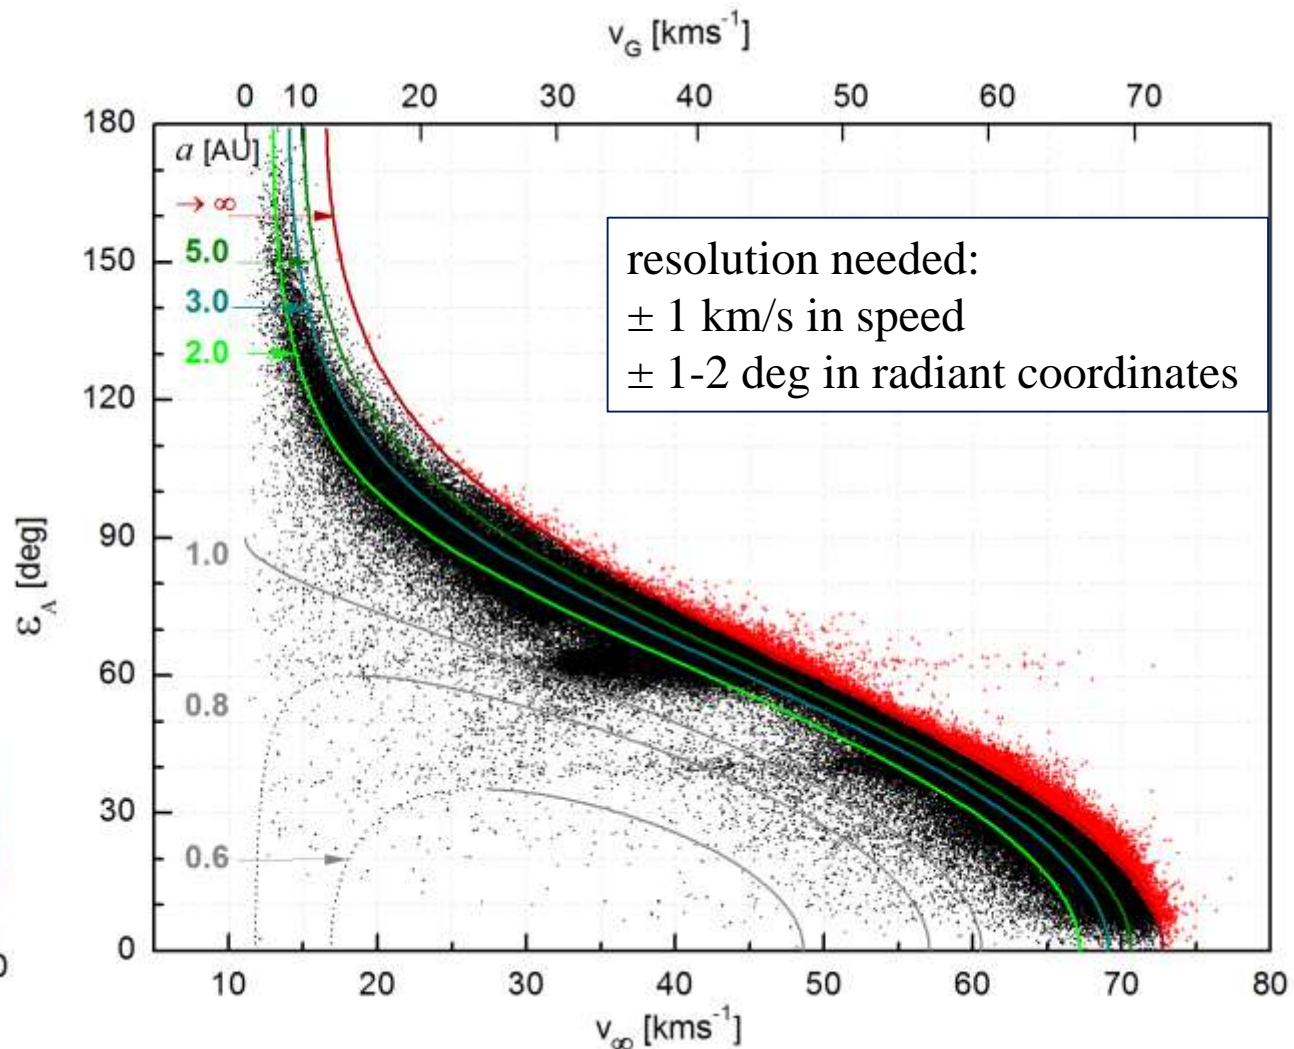 v_G [kms⁻¹]
0 10 20 30 40 50 60 70
180
150
120
90
60
30
0
ε_A [deg]
a [AU]
→ ∞
5.0
3.0
2.0
1.0
0.8
0.6
resolution needed:
± 1 km/s in speed
± 1-2 deg in radiant coordinates
0
10 20 30 40 50 60 70 80
v_∞ [kms⁻¹]